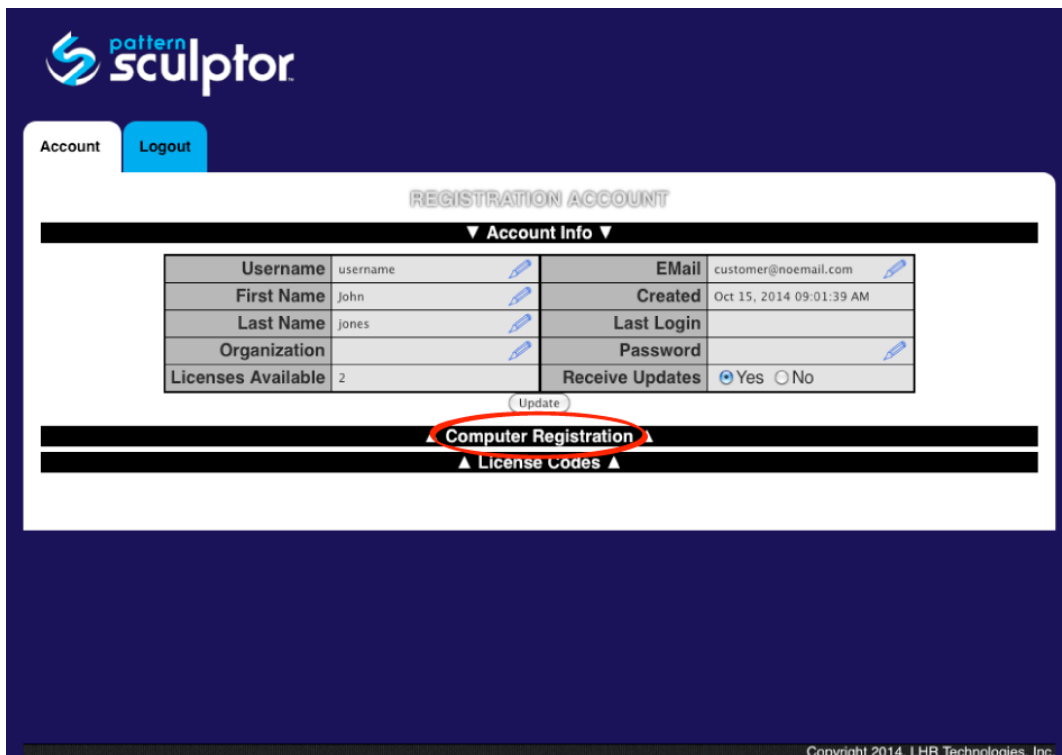 pattern
sculptor
Account Logout
REGISTRATION ACCOUNT
▼ Account Info ▼
Username username EMail customer@noemail.com
First Name John Created Oct 15, 2014 09:01:39 AM
Last Name jones Last Login
Organization Password
Licenses Available 2 Receive Updates Yes No
Update
▲ Computer Registration ▲
▲ License Codes ▲
Copyright 2014, LHR Technologies, Inc.